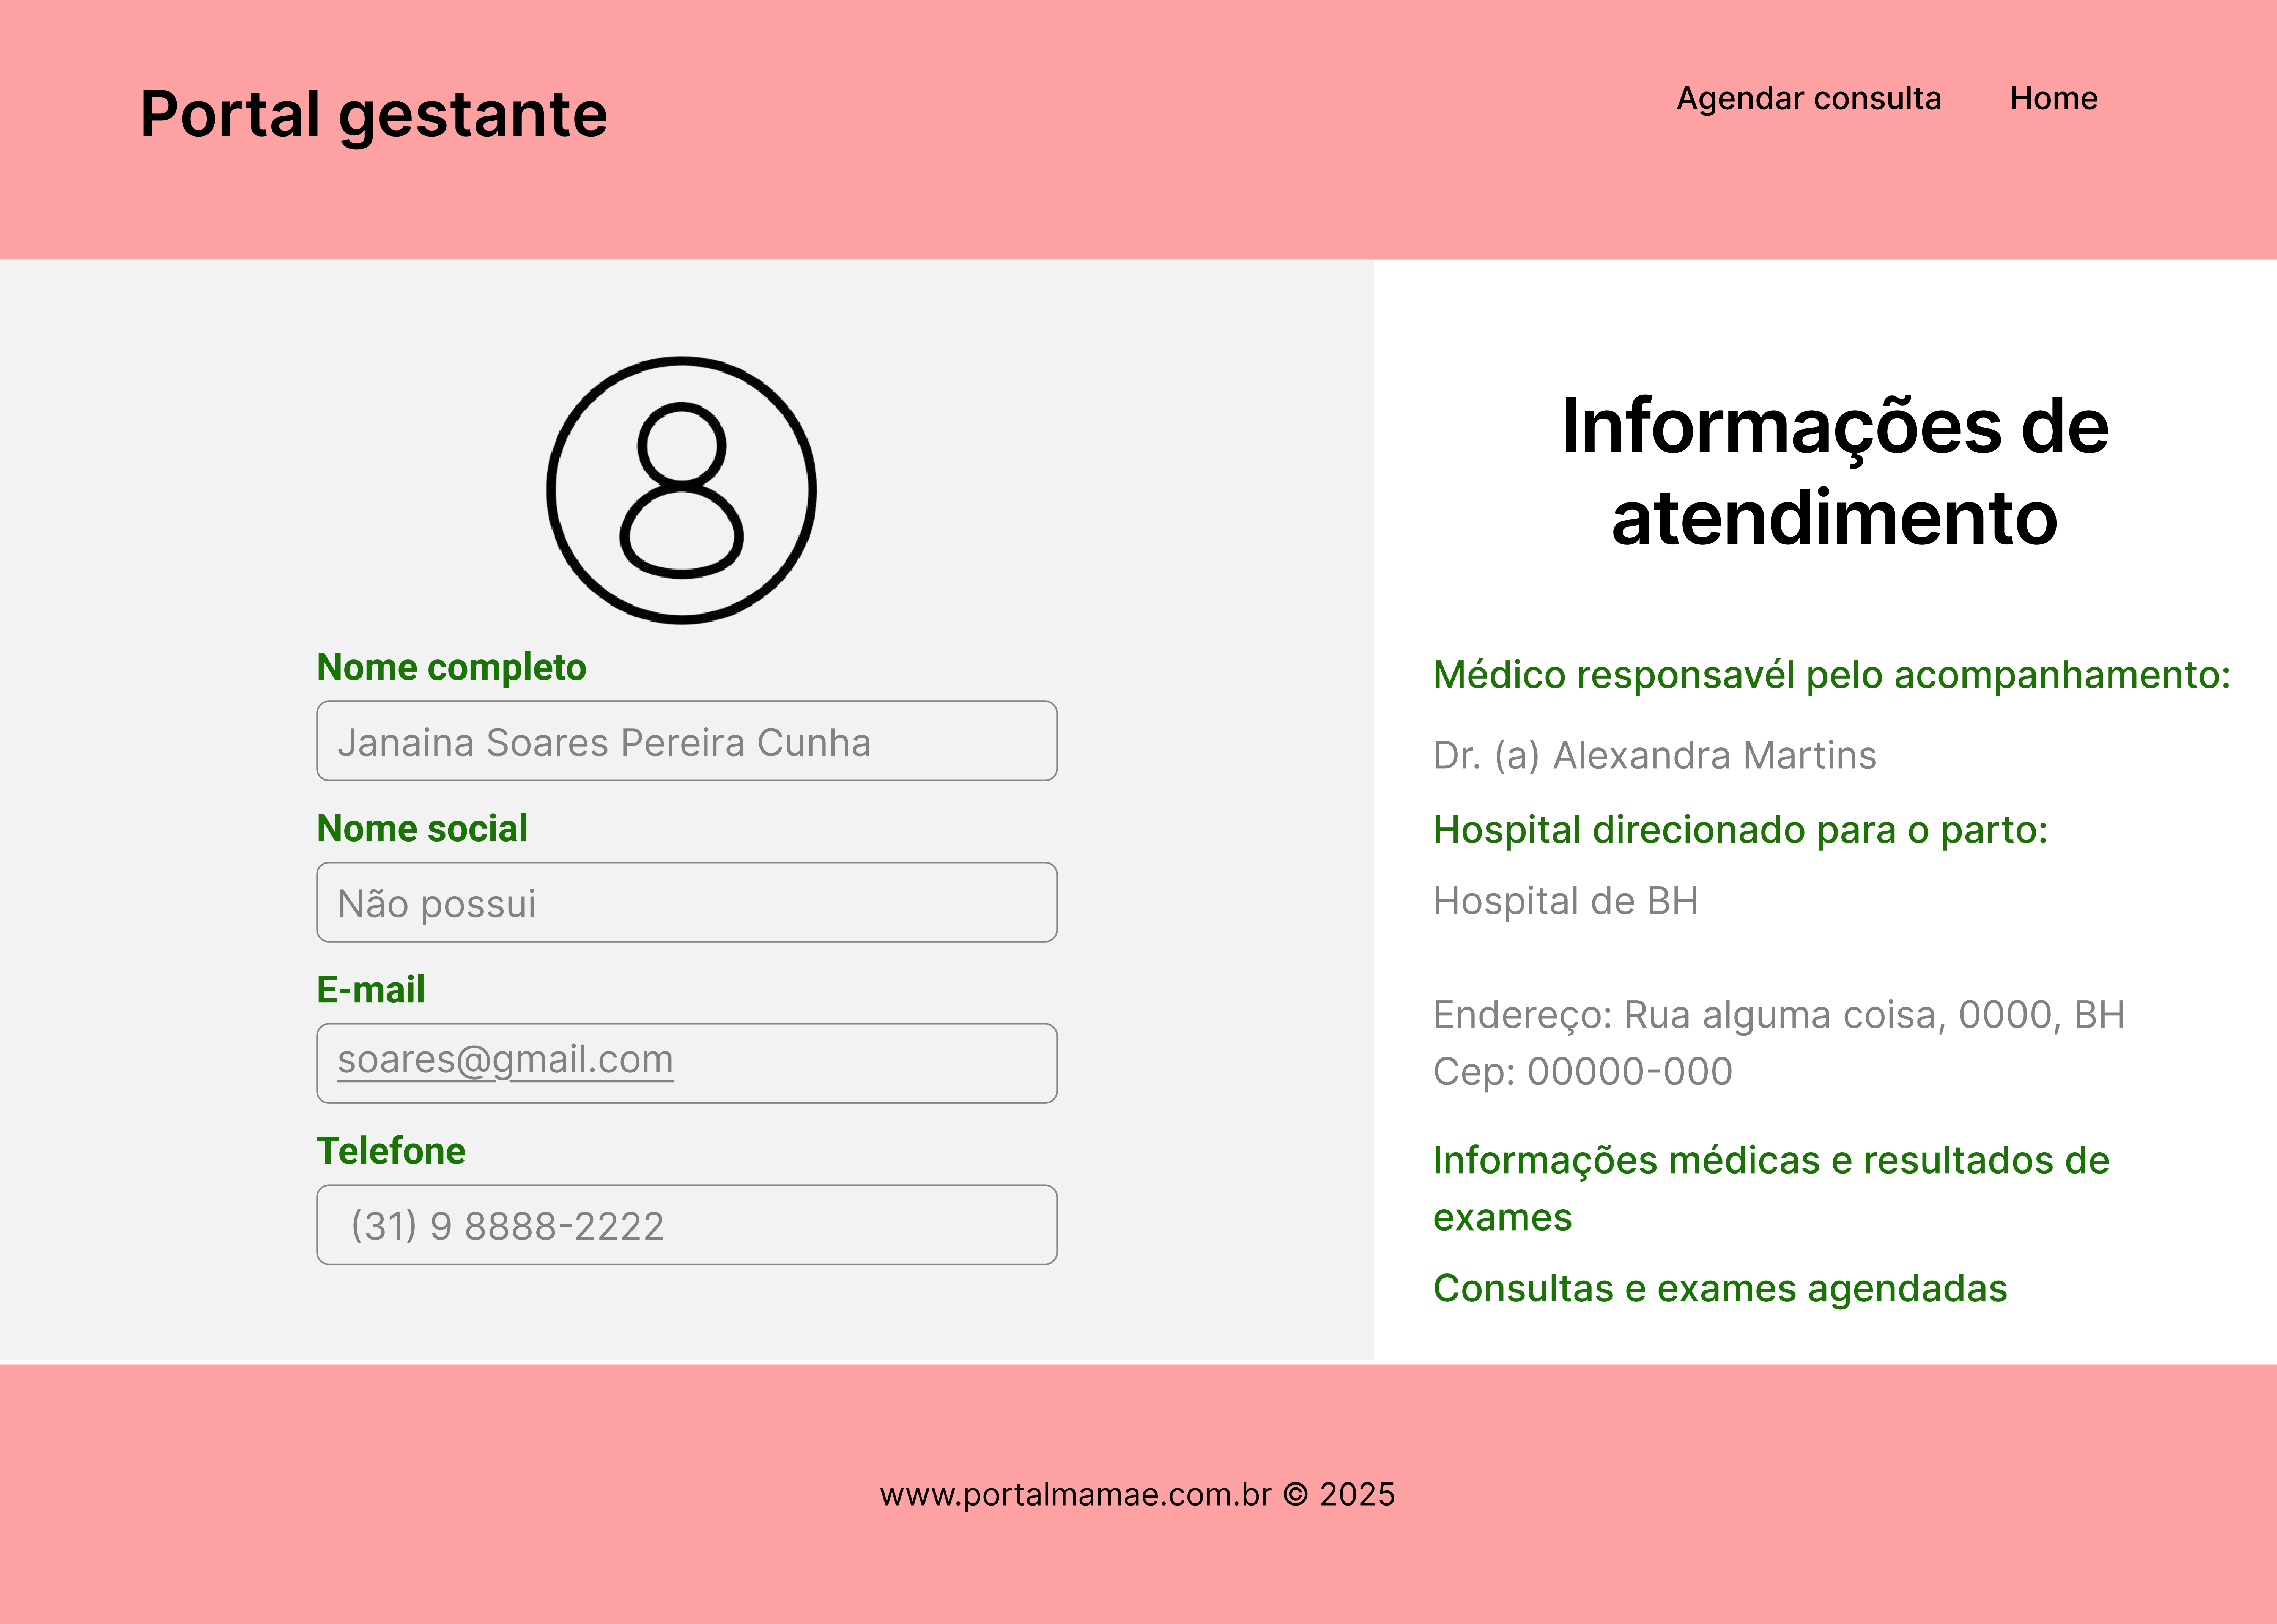 Portal gestante
Agendar consulta
Home
Nome completo
Janaina Soares Pereira Cunha
Nome social
Não possui
E-mail
soares@gmail.com
Telefone
(31) 9 8888-2222
Informações de
atendimento
Médico responsavél pelo acompanhamento:
Dr. (a) Alexandra Martins
Hospital direcionado para o parto:
Hospital de BH
Endereço: Rua alguma coisa, 0000, BH
Cep: 00000-000
Informações médicas e resultados de
exames
Consultas e exames agendadas
www.portalmamae.com.br © 2025